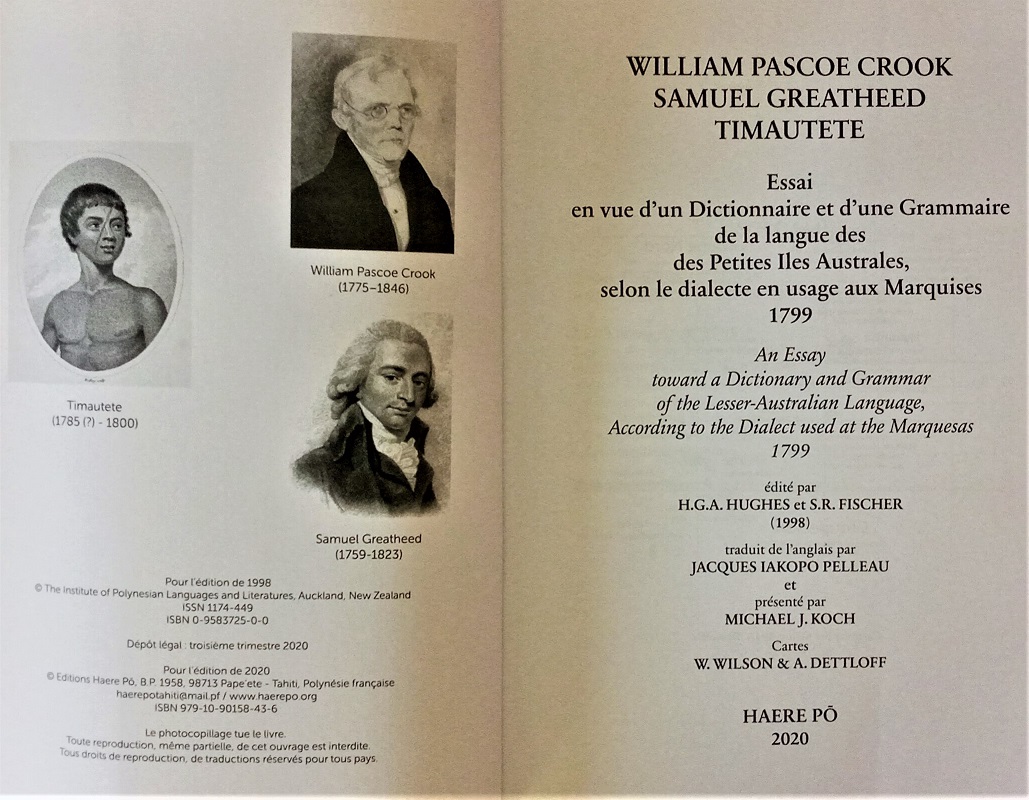 Timautete
(1785 (?) - 1800)
William Pascoe Crook
(1775–1846)
Samuel Greatheed
(1759-1823)
Pour l'édition de 1998
© The Institute of Polynesian Languages and Literatures, Auckland, New Zealand
ISSN 1174-449
ISBN 0-9583725-0-0
Dépôt légal : troisième trimestre 2020
Pour l'édition de 2020
© Editions Haere Pō, B.P. 1958, 98713 Pape'ete - Tahiti, Polynésie française
haerepotahiti@mail.pf / www.haerepo.org
ISBN 979-10-90158-43-6
Le photocopillage tue le livre.
Toute reproduction, même partielle, de cet ouvrage est interdite.
Tous droits de reproduction, de traductions réservés pour tous pays.
WILLIAM PASCOE CROOK
SAMUEL GREATHEED
TIMAUTETE
Essai
en vue d'un Dictionnaire et d'une Grammaire
de la langue des
des Petites Iles Australes,
selon le dialecte en usage aux Marquises
1799
An Essay
toward a Dictionary and Grammar
of the Lesser-Australian Language,
According to the Dialect used at the Marquesas
1799
édité par
H.G.A. HUGHES et S.R. FISCHER
(1998)
traduit de l'anglais par
JACQUES IAKOPO PELLEAU
et
présenté par
MICHAEL J. KOCH
Cartes
W. WILSON & A. DETTLOFF
HAERE PŌ
2020